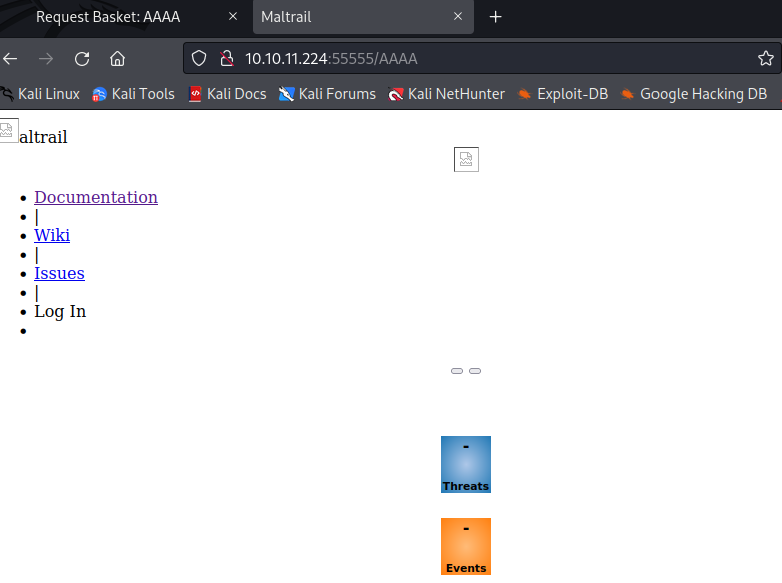 Request Basket: AAAA
Maltrail
10.10.11.224:55555/AAAA
Kali Linux Kali Tools Kali Docs Kali Forums Kali NetHunter Exploit-DB Google Hacking DB
altrail
Documentation
|
Wiki
|
Issues
|
Log In
-
Threats
-
Events